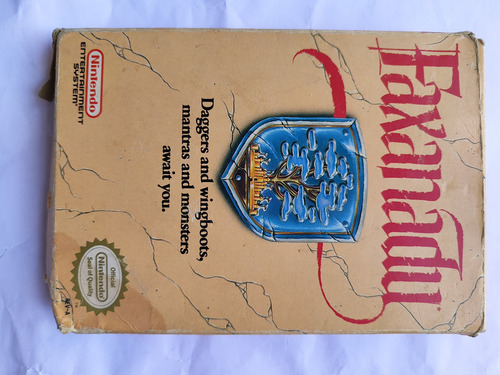 Faxanadu
Daggers and wingboots,
mantras and monsters
await you.
Nintendo
ENTERTAINMENT
SYSTEM
Official
Nintendo
Seal of Quality